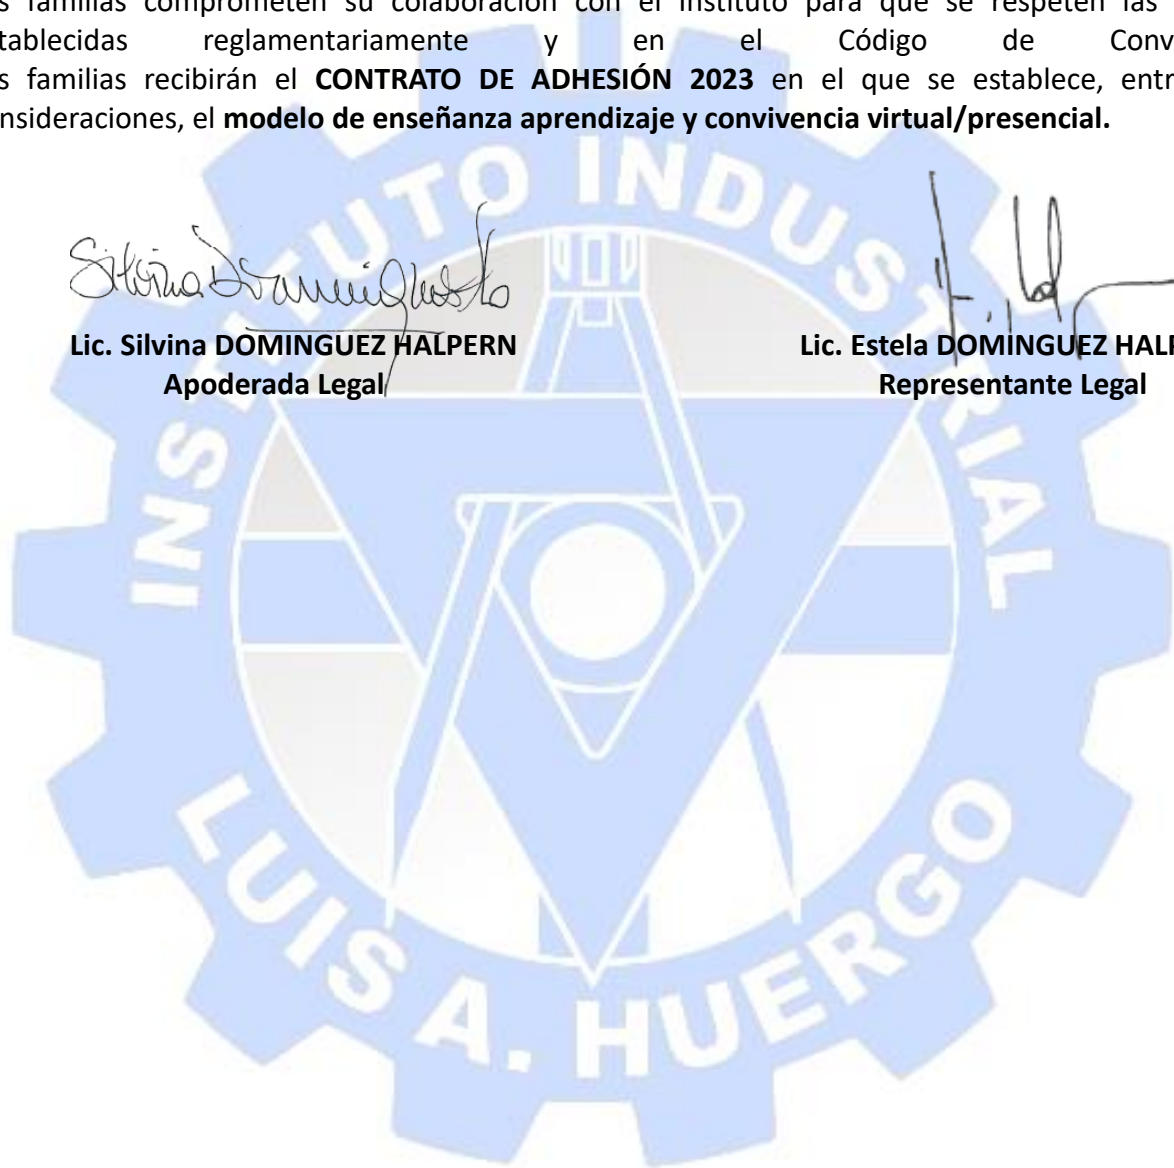 s familias comprometen su colaboración con el Instituto para que se respeten las
tablecidas reglamentariamente y en el Código de Conv
s familias recibirán el CONTRATO DE ADHESIÓN 2023 en el que se establece, entr
nsideraciones, el modelo de enseñanza aprendizaje y convivencia virtual/presencial.
Lic. Silvina DOMINGUEZ HALPERN
Apoderada Legal
Lic. Estela DOMINGUEZ HALP
Representante Legal
INSTITUTO INDUSTRIAL
LUIS A. HUERGO